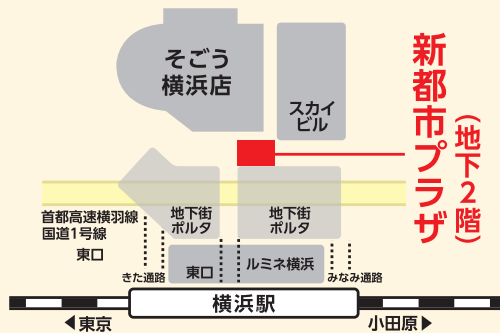 そごう
横浜店
スカイ
ビル
新都市プラザ
(地下2階)
首都高速横羽線
国道1号線
東口
地下街
ポルタ
地下街
ポルタ
きた通路
東口
ルミネ横浜
みなみ通路
横浜駅
◀東京
小田原▶